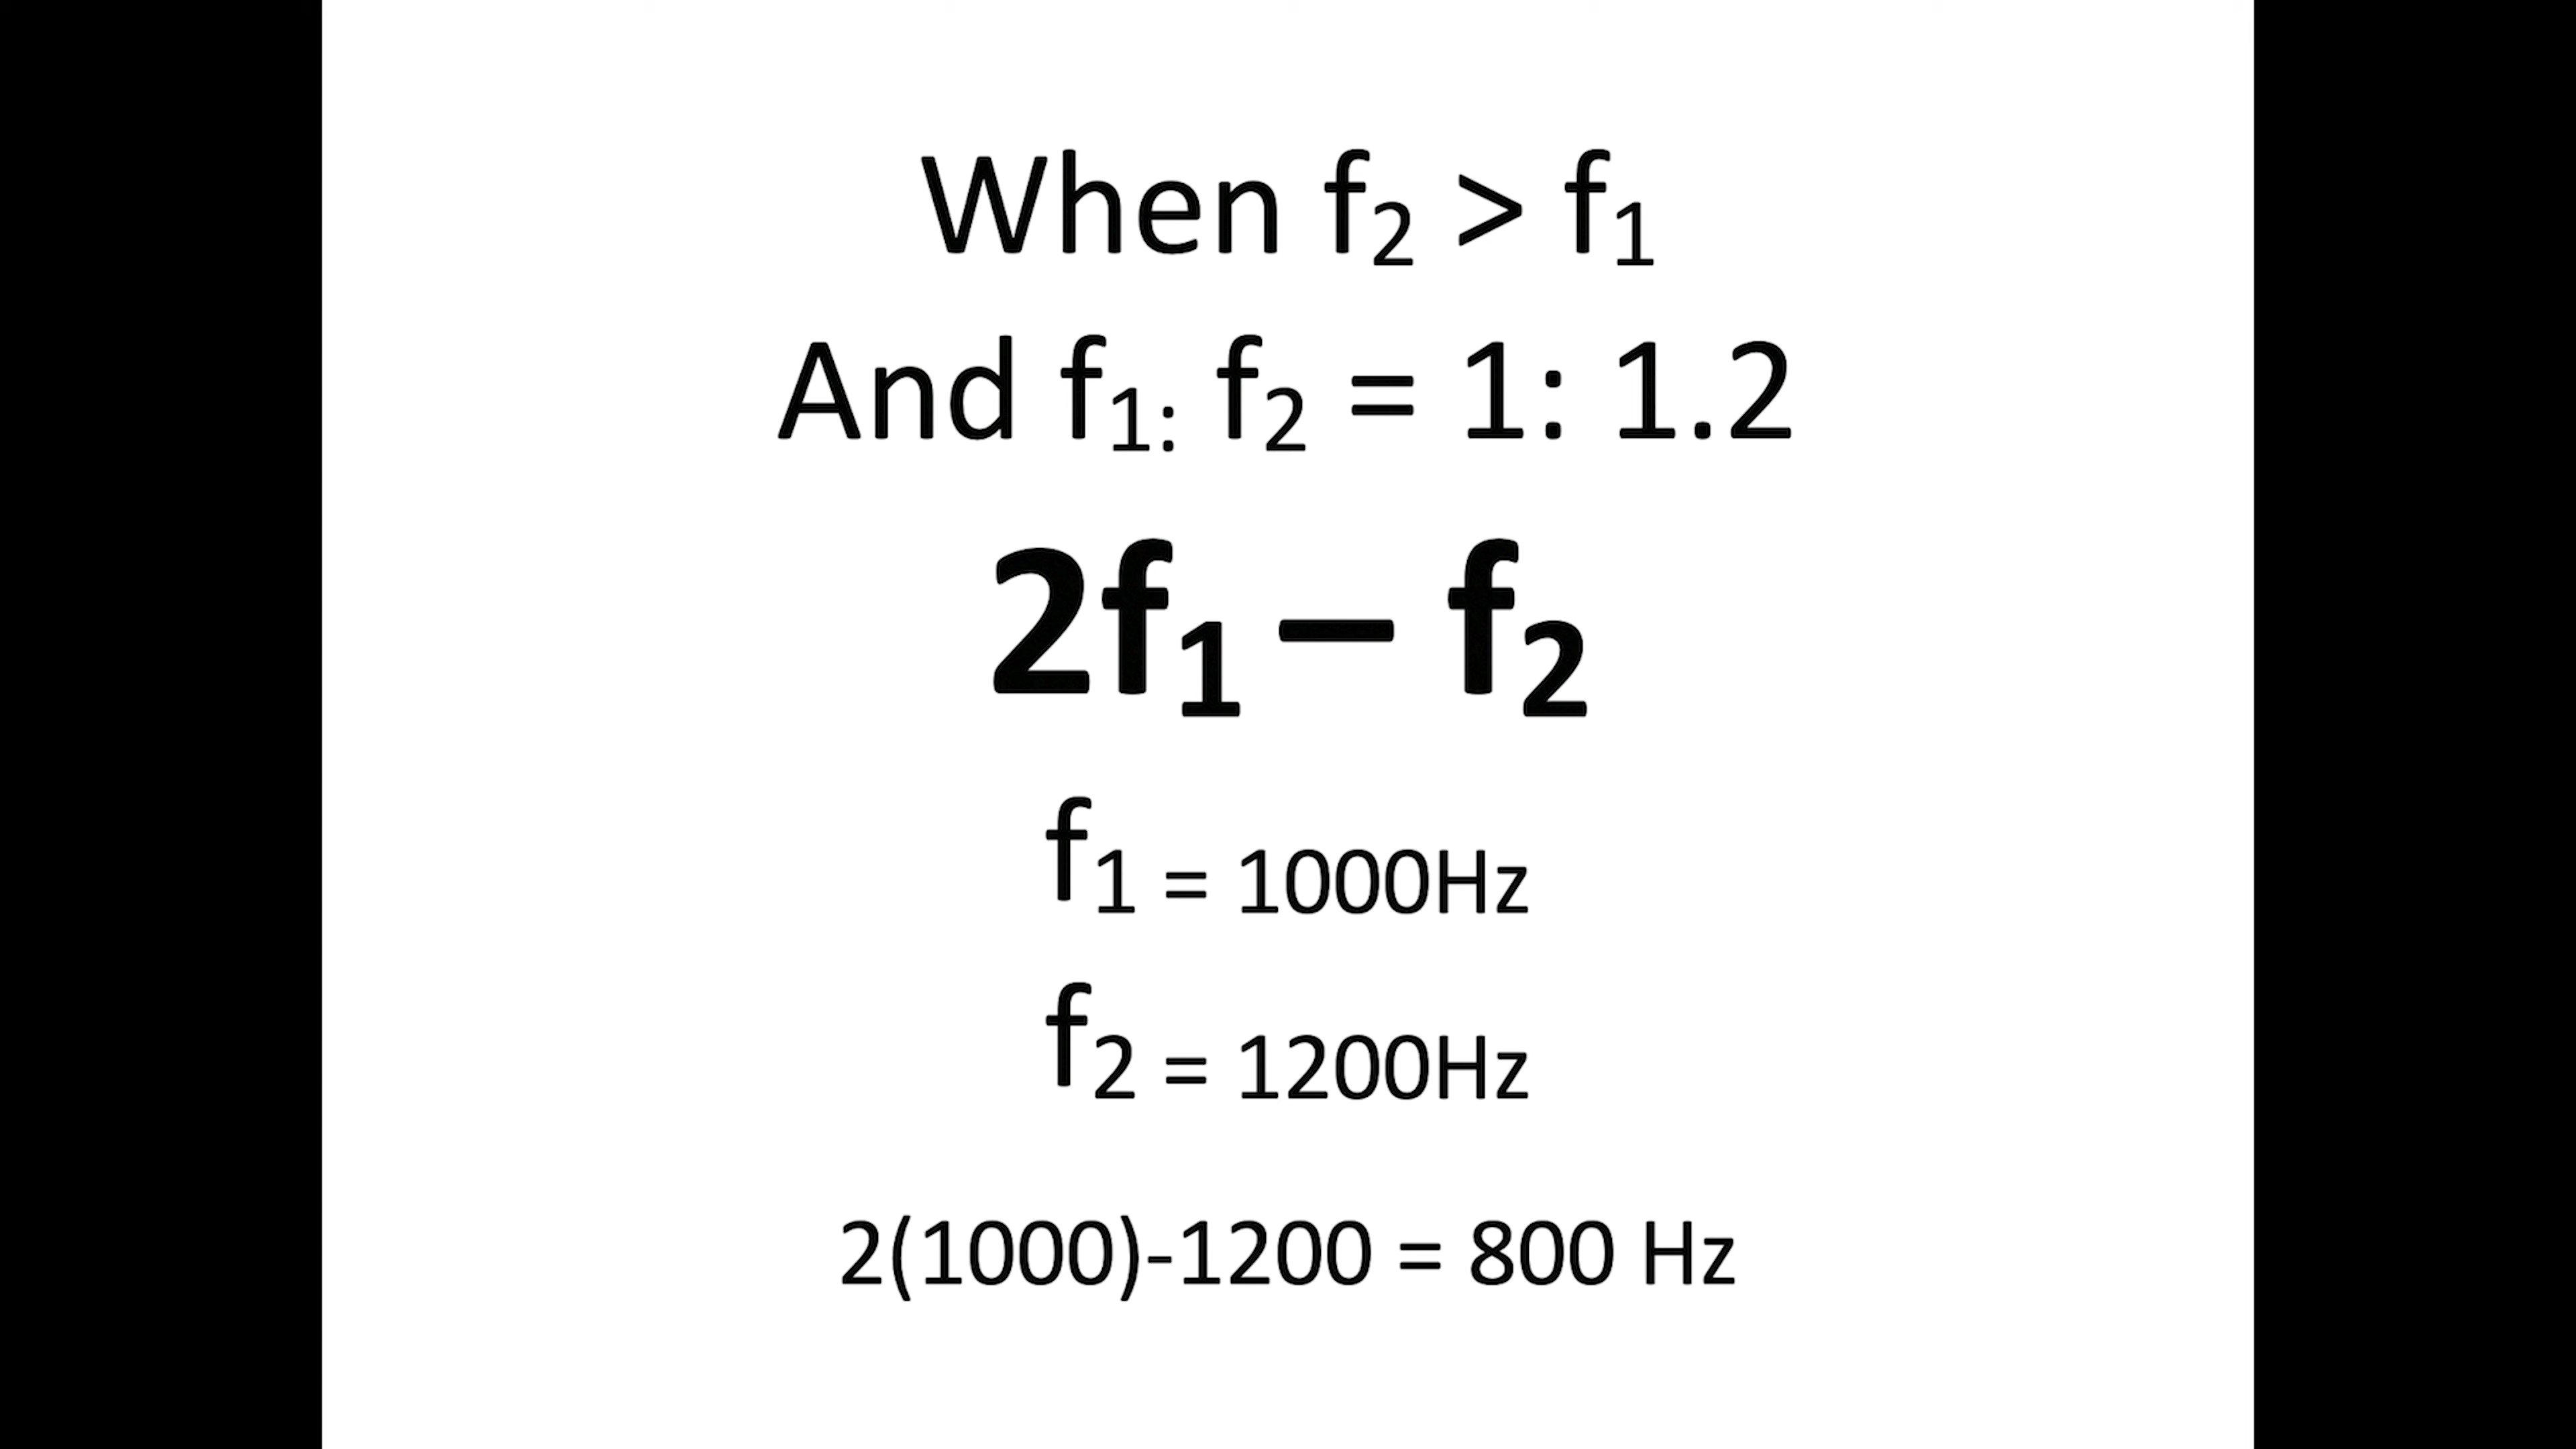 When f₂ > f₁
And f₁: f₂ = 1: 1.2
2f₁ – f₂
f₁ = 1000Hz
f₂ = 1200Hz
2(1000)-1200 = 800 Hz